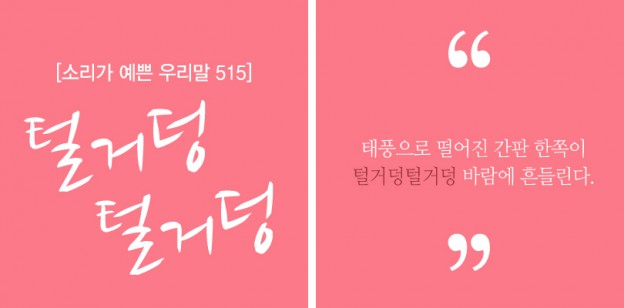 [소리가 예쁜 우리말 515]
털거덩
털거덩
“
태풍으로 떨어진 간판 한쪽이
털거덩털거덩 바람에 흔들린다.
”